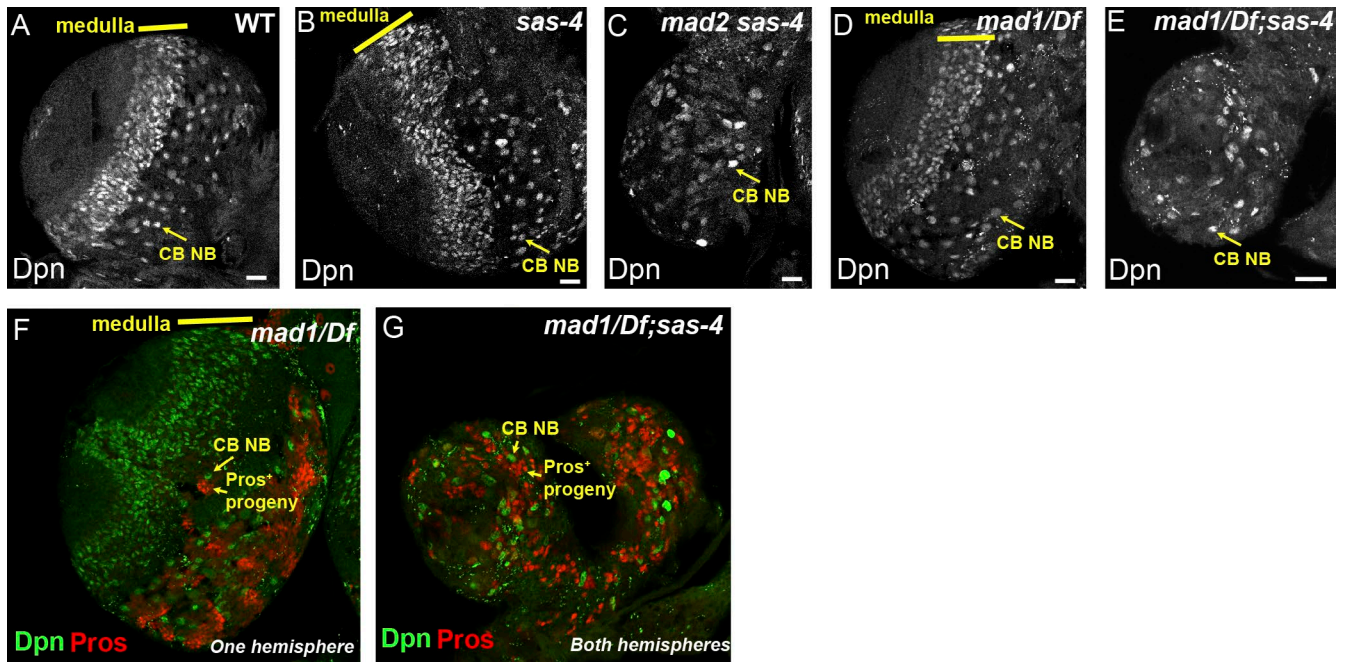 A medulla WT
CB NB
Dpn
B medulla sas-4
CB NB
Dpn
C mad2 sas-4
CB NB
Dpn
D medulla mad1/Df
CB NB
Dpn
E mad1/Df;sas-4
CB NB
Dpn
F mad1/Df
medulla
CB NB
Pros⁺
progeny
Dpn Pros One hemisphere
G mad1/Df;sas-4
CB NB
Pros⁺
progeny
Dpn Pros Both hemispheres